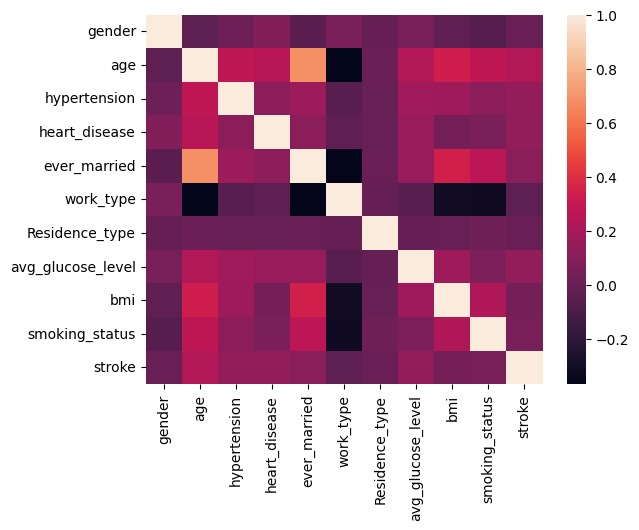 gender
age
hypertension
heart_disease
ever_married
work_type
Residence_type
avg_glucose_level
bmi
smoking_status
stroke
gender
age
hypertension
heart_disease
ever_married
work_type
Residence_type
avg_glucose_level
bmi
smoking_status
stroke
1.0
0.8
0.6
0.4
0.2
0.0
−0.2